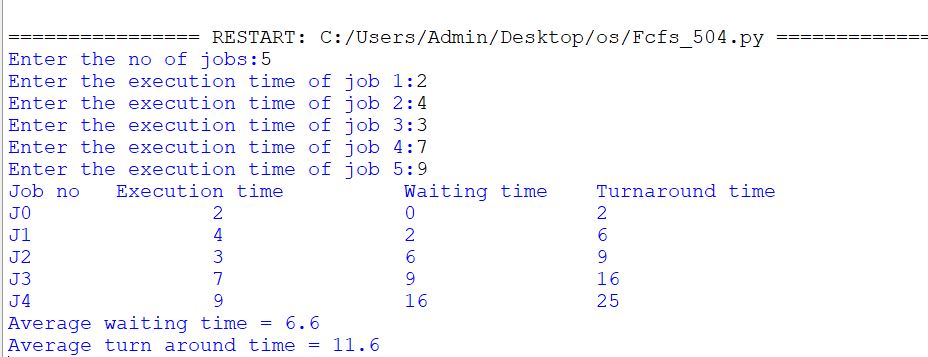 ================ RESTART: C:/Users/Admin/Desktop/os/Fcfs_504.py =============
Enter the no of jobs:5
Enter the execution time of job 1:2
Enter the execution time of job 2:4
Enter the execution time of job 3:3
Enter the execution time of job 4:7
Enter the execution time of job 5:9
Job no   Execution time          Waiting time    Turnaround time
J0               2               0               2
J1               4               2               6
J2               3               6               9
J3               7               9               16
J4               9               16              25
Average waiting time = 6.6
Average turn around time = 11.6